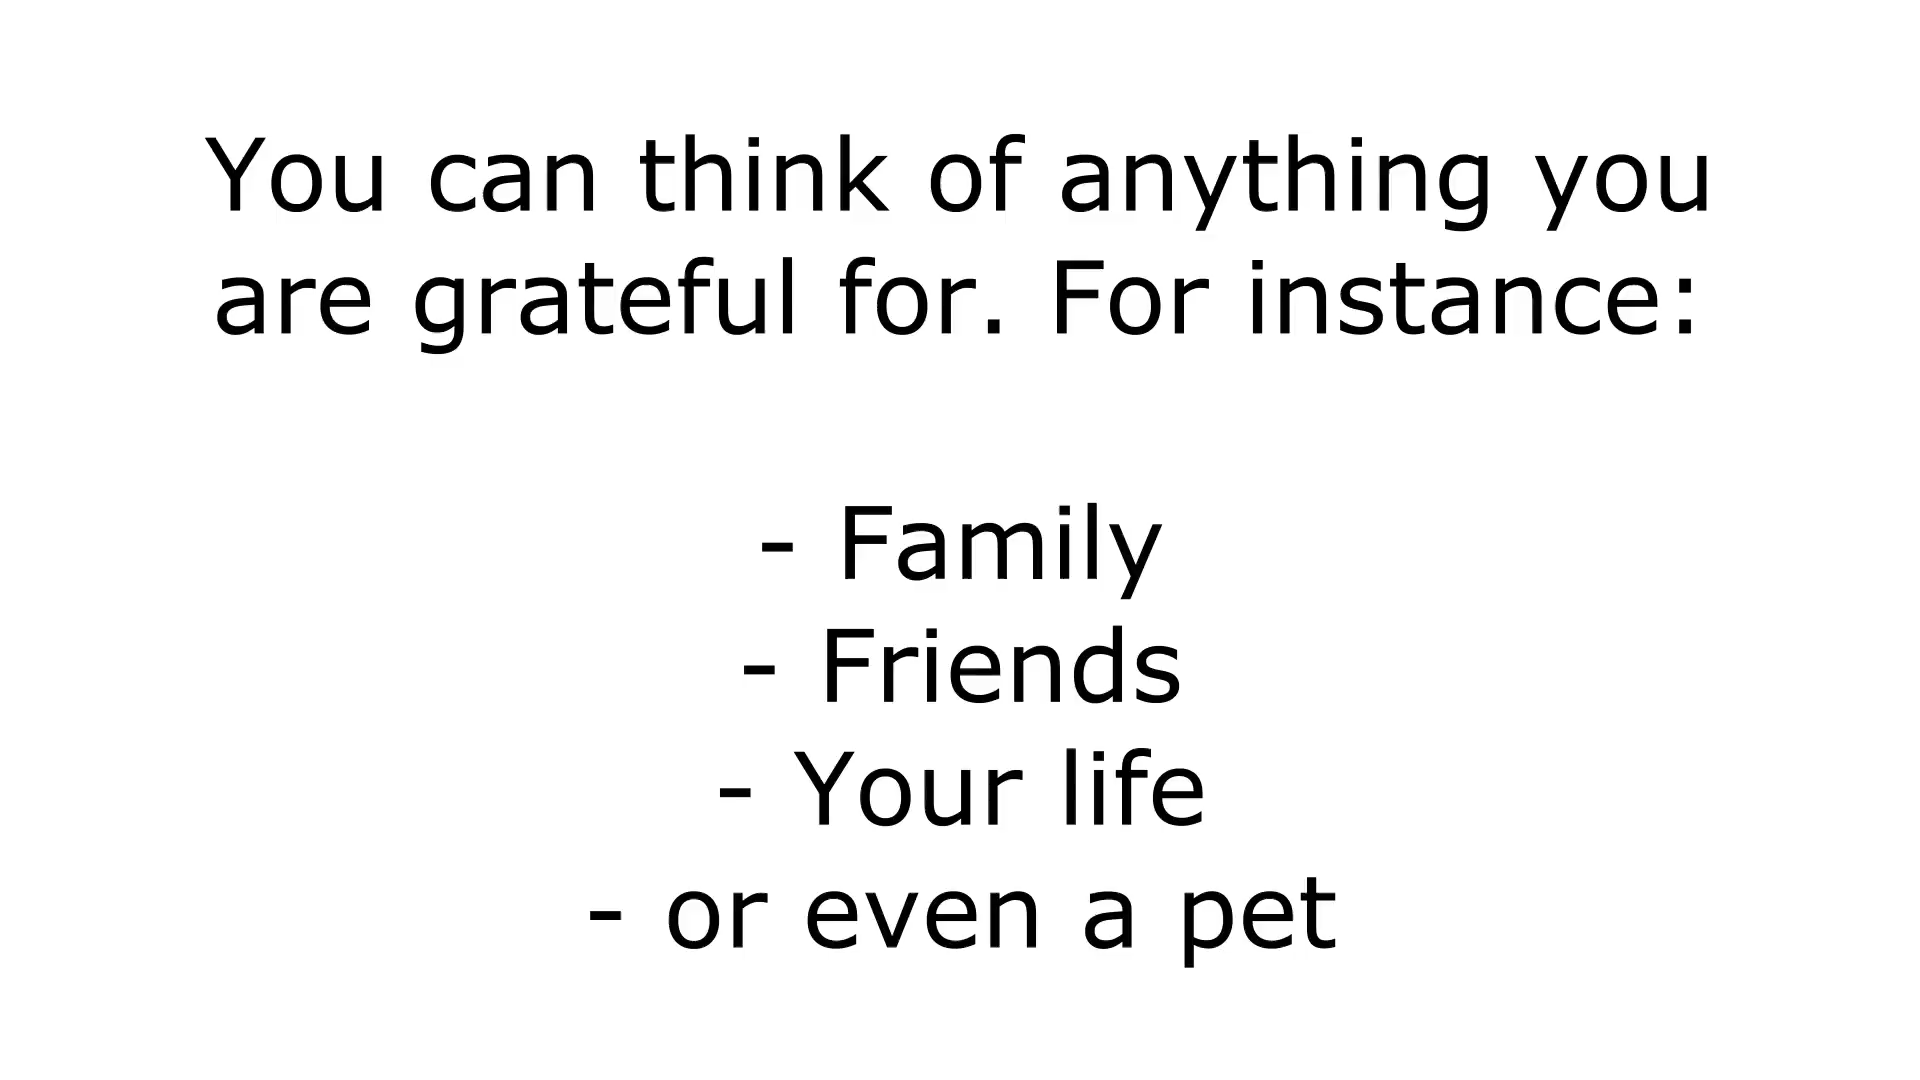 You can think of anything you
are grateful for. For instance:
- Family
- Friends
- Your life
- or even a pet